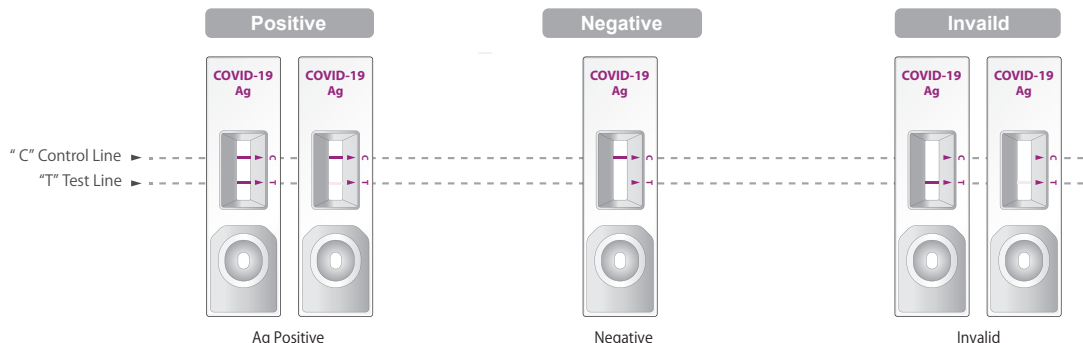 Positive
Negative
Invaild
COVID-19
Ag
COVID-19
Ag
COVID-19
Ag
COVID-19
Ag
COVID-19
Ag
“ C” Control Line ►
C
C
C
C
C
“T” Test Line ►
T
T
T
T
T
Ag Positive
Negative
Invalid